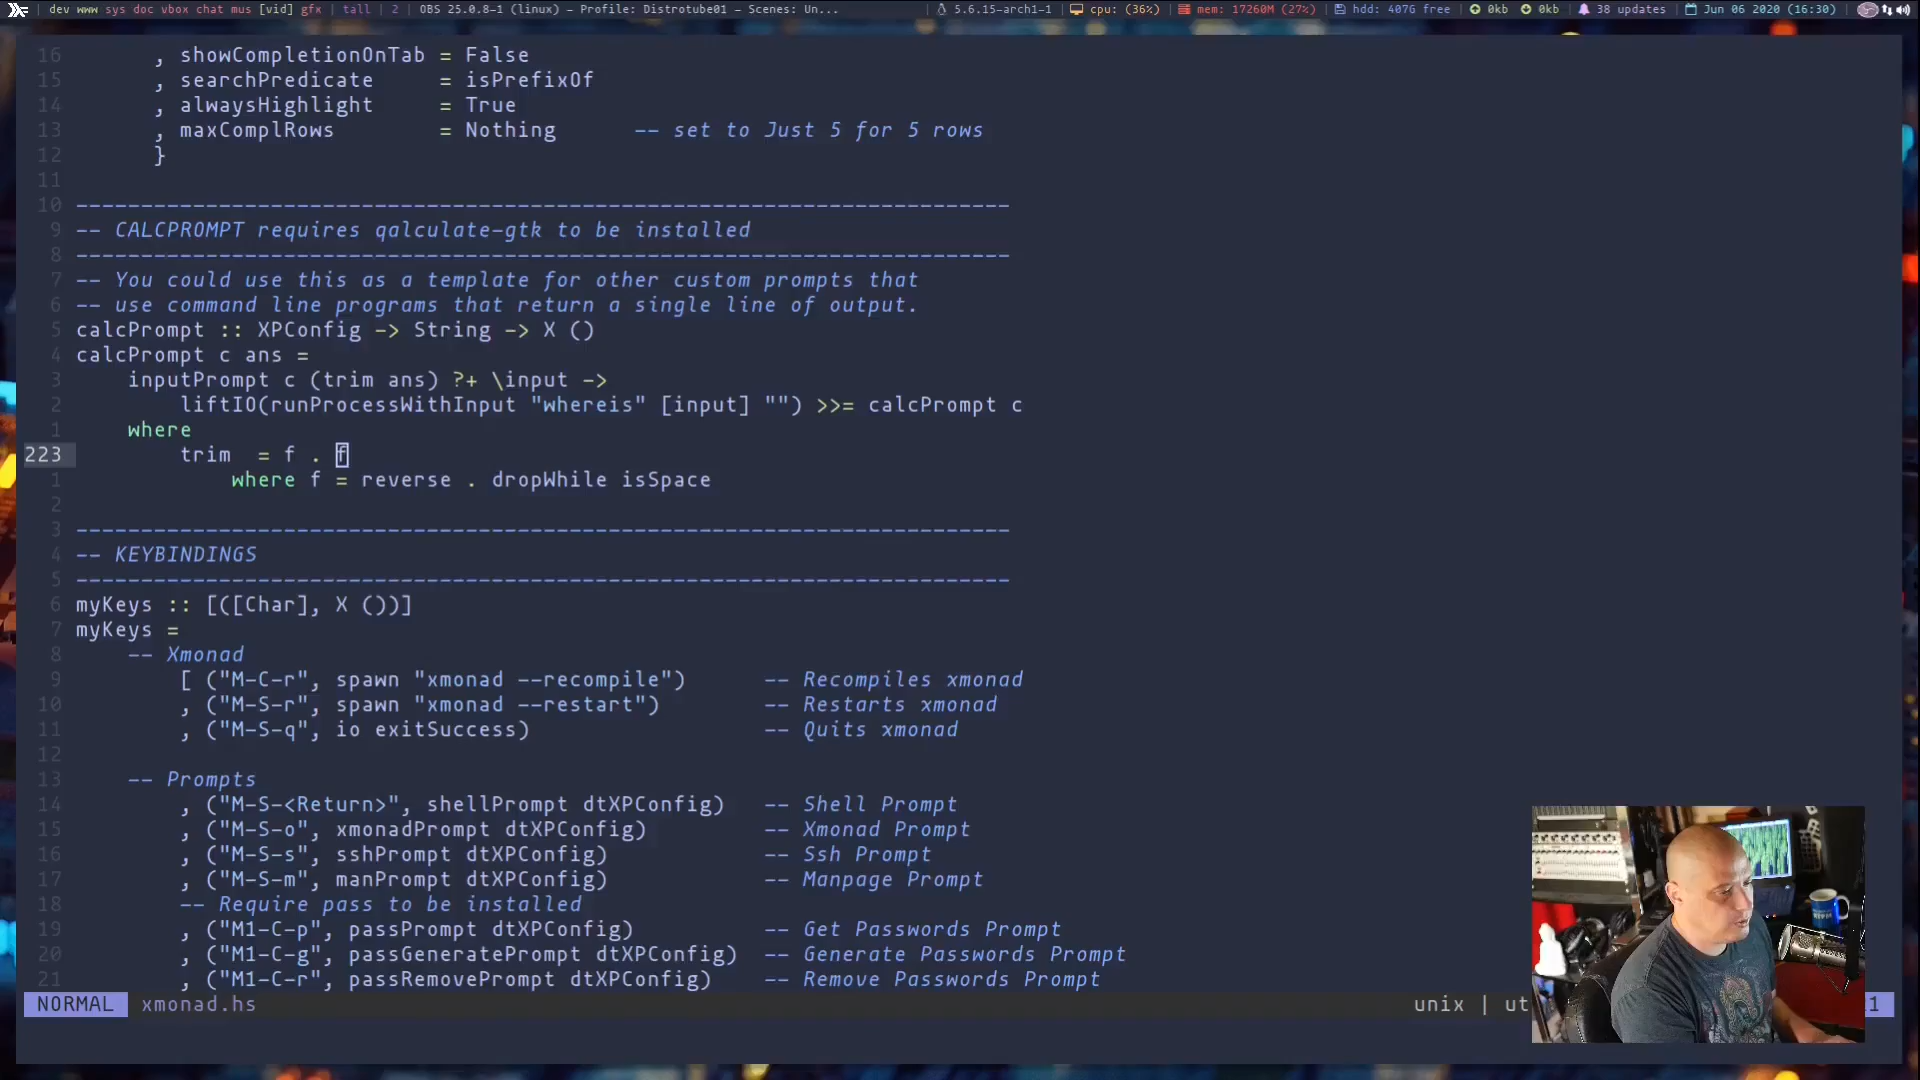 dev www sys doc vbox chat mus [vid] gfx | tall | 2 | OBS 25.0.8-1 (linux) - Profile: Distrotube01 - Scenes: Un... | 5.6.15-arch1-1 | cpu: (36%) | mem: 17260M (27%) | hdd: 407G free | 0kb 0kb | 38 updates | Jun 06 2020 (16:30)
16 , showCompletionOnTab = False
15 , searchPredicate = isPrefixOf
14 , alwaysHighlight = True
13 , maxComplRows = Nothing -- set to Just 5 for 5 rows
12 }
11
10 ------------------------------------------------------------------------
9 -- CALCPROMPT requires qalculate-gtk to be installed
8 ------------------------------------------------------------------------
7 -- You could use this as a template for other custom prompts that
6 -- use command line programs that return a single line of output.
5 calcPrompt :: XPConfig -> String -> X ()
4 calcPrompt c ans =
3 inputPrompt c (trim ans) ?+ \input ->
2 liftIO(runProcessWithInput "whereis" [input] "") >>= calcPrompt c
1 where
223 trim = f . f
1 where f = reverse . dropWhile isSpace
2
3 ------------------------------------------------------------------------
4 -- KEYBINDINGS
5 ------------------------------------------------------------------------
6 myKeys :: [([Char], X ())]
7 myKeys =
8 -- Xmonad
9 [ ("M-C-r", spawn "xmonad --recompile") -- Recompiles xmonad
10 , ("M-S-r", spawn "xmonad --restart") -- Restarts xmonad
11 , ("M-S-q", io exitSuccess) -- Quits xmonad
12
13 -- Prompts
14 , ("M-S-<Return>", shellPrompt dtXPConfig) -- Shell Prompt
15 , ("M-S-o", xmonadPrompt dtXPConfig) -- Xmonad Prompt
16 , ("M-S-s", sshPrompt dtXPConfig) -- Ssh Prompt
17 , ("M-S-m", manPrompt dtXPConfig) -- Manpage Prompt
18 -- Require pass to be installed
19 , ("M1-C-p", passPrompt dtXPConfig) -- Get Passwords Prompt
20 , ("M1-C-g", passGeneratePrompt dtXPConfig) -- Generate Passwords Prompt
21 , ("M1-C-r", passRemovePrompt dtXPConfig) -- Remove Passwords Prompt
NORMAL xmonad.hs unix | ut